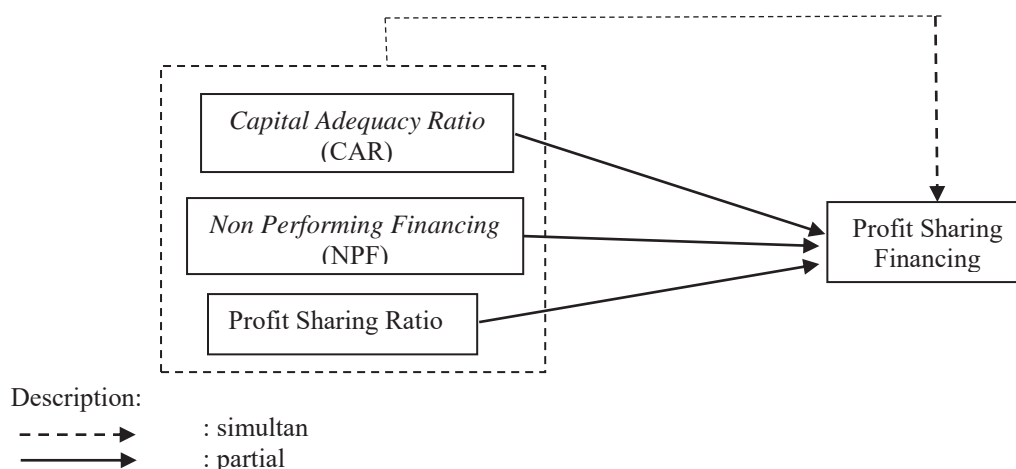 Capital Adequacy Ratio
(CAR)
Non Performing Financing
(NPF)
Profit Sharing Ratio
Profit Sharing
Financing
Description:
: simultan
: partial